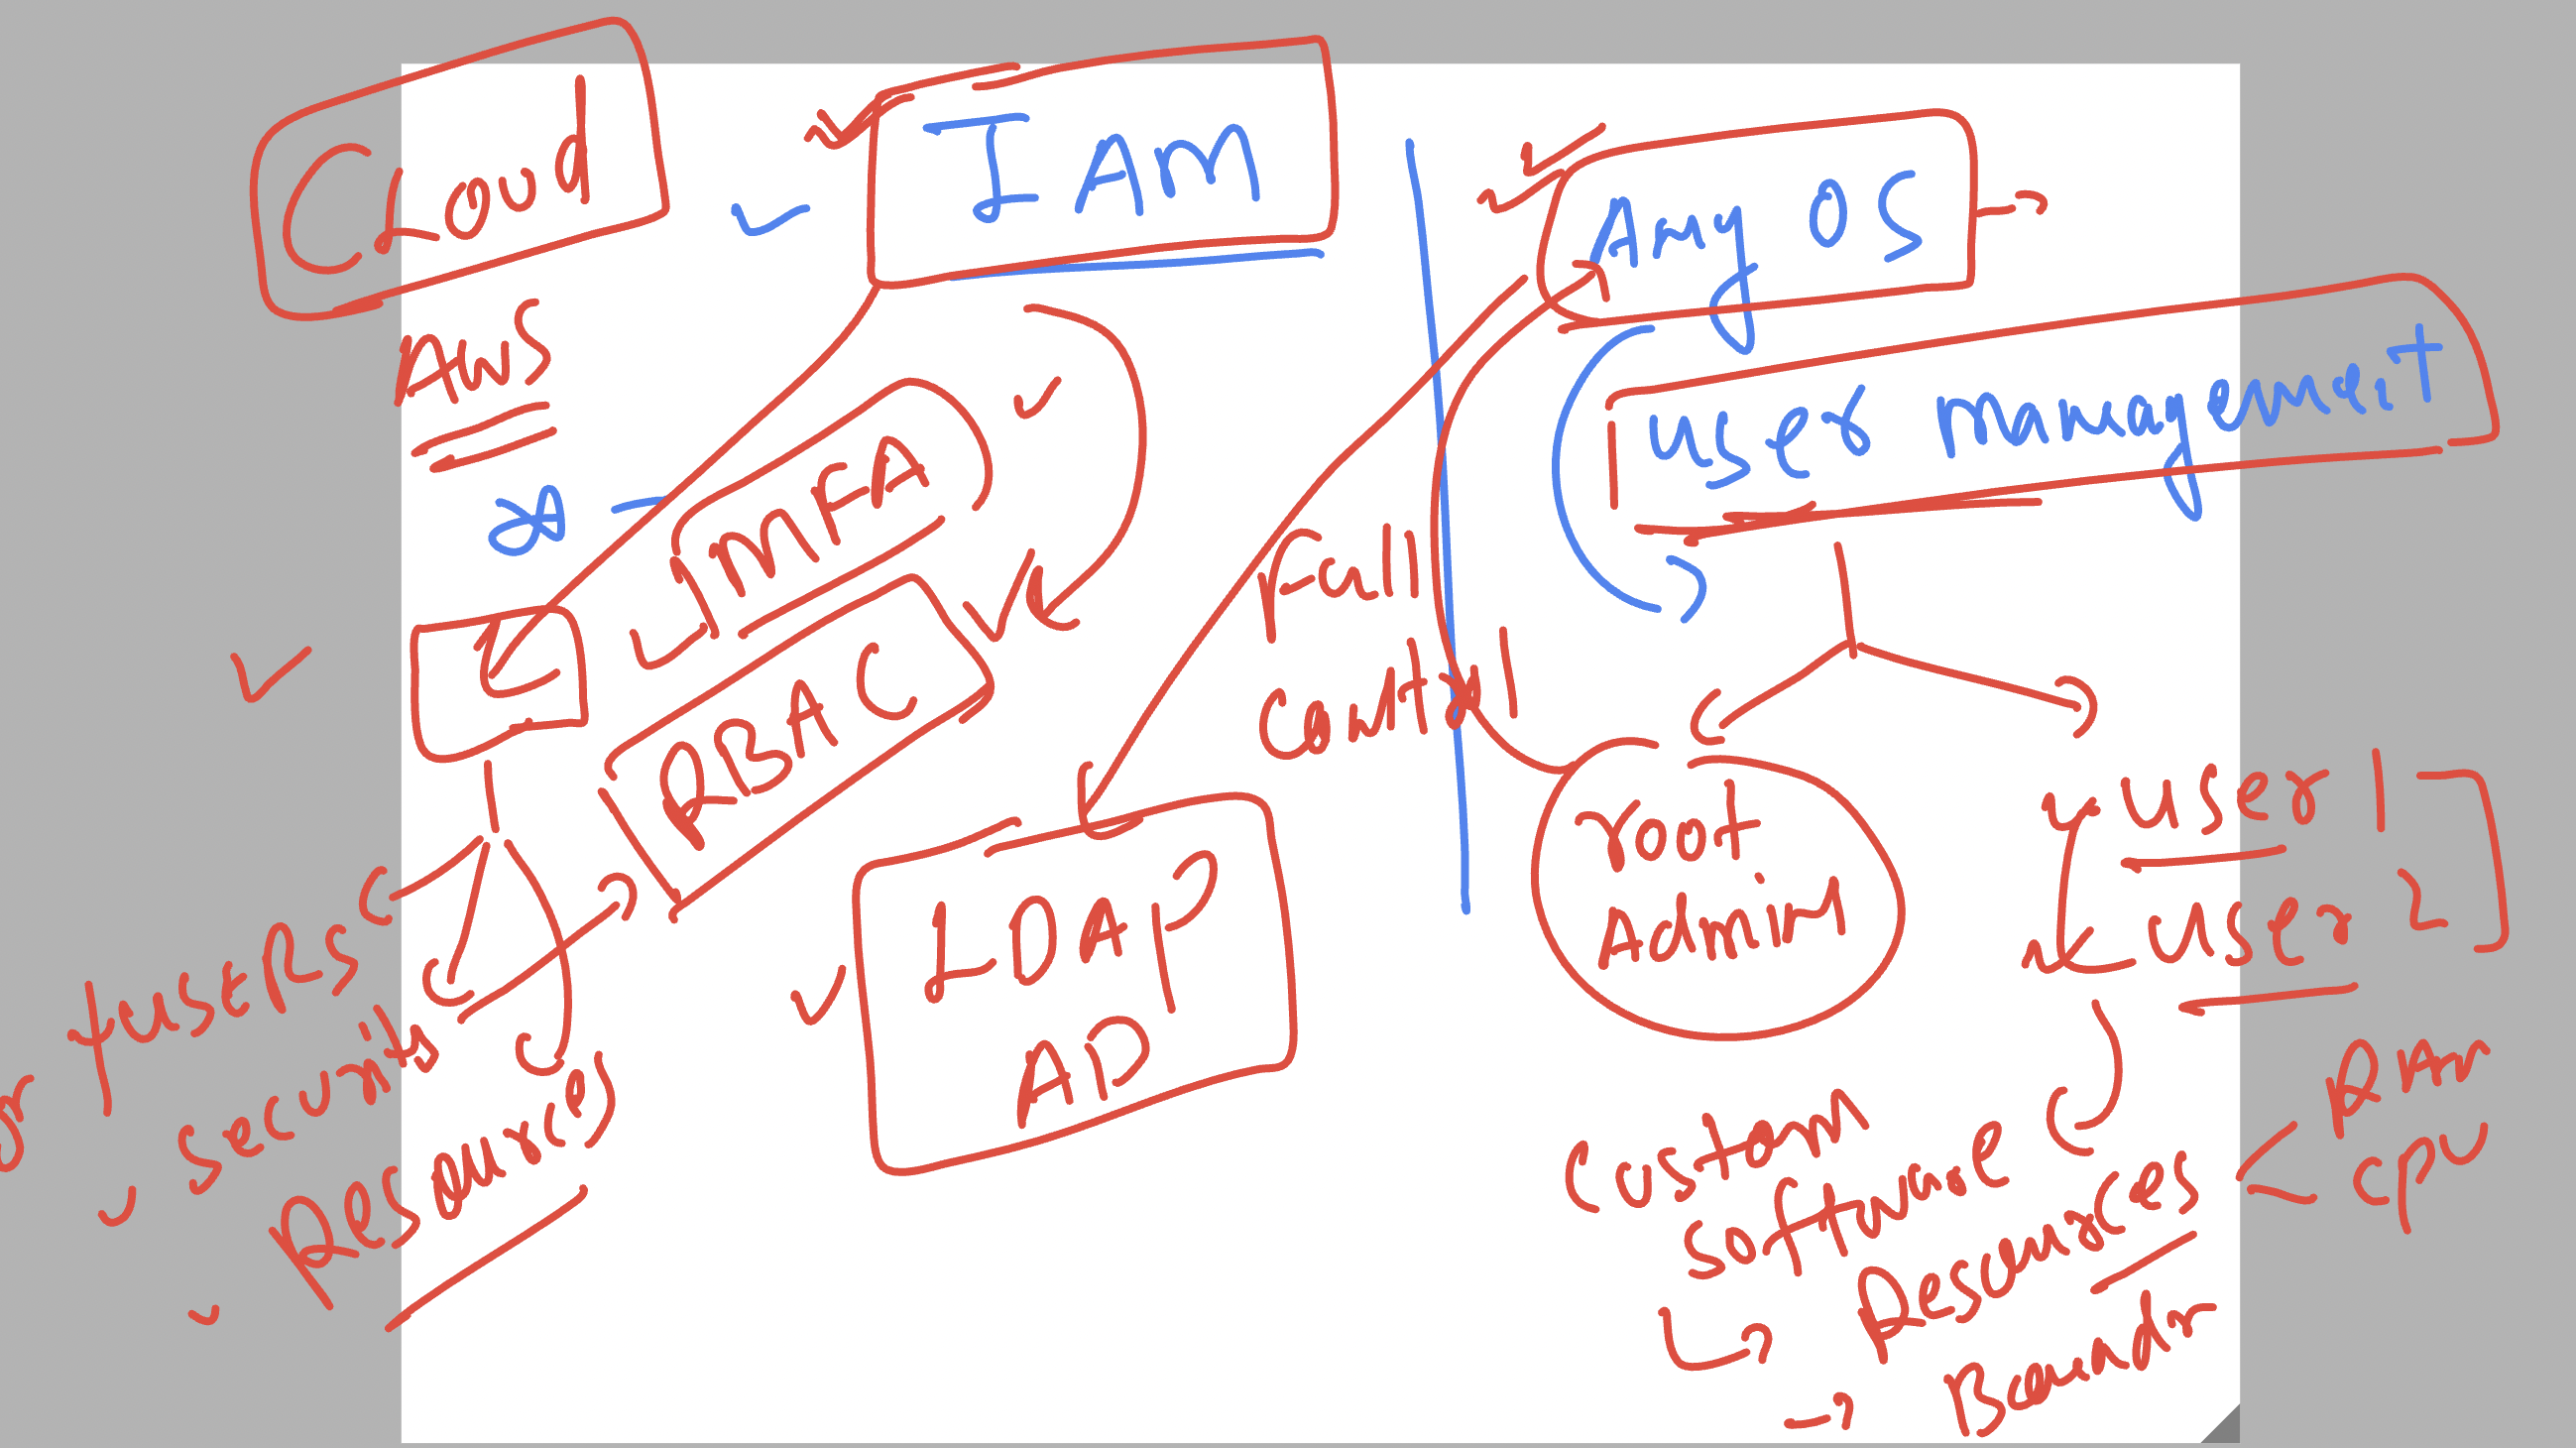 Cloud
AWS
IAM
MFA
RBAC
users
security
Resources
LDAP
AD
Full
Control
Any OS
User management
root
Admin
User 1
User 2
Custom
Software
Resources
RAM
CPU